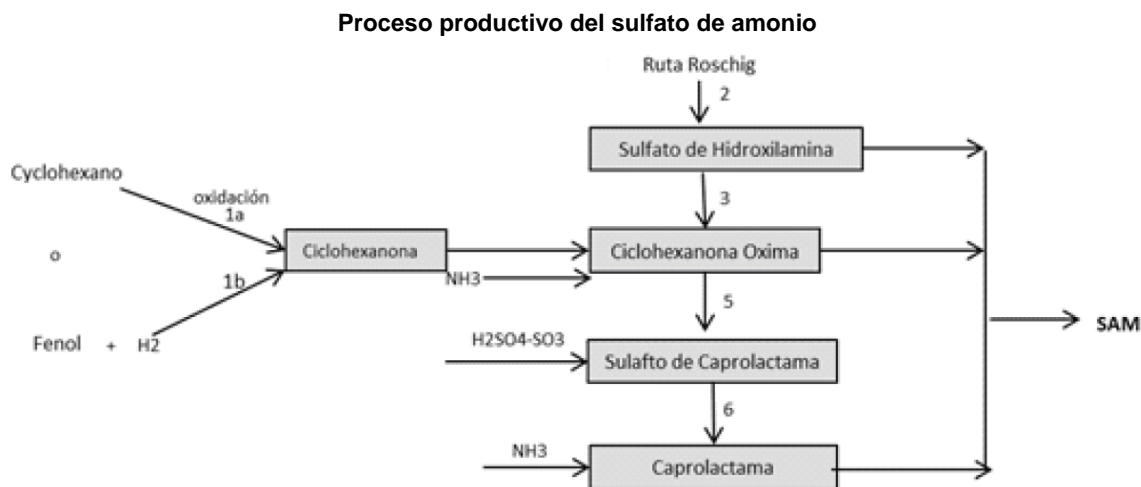 Proceso productivo del sulfato de amonio
Ruta Roschig
2
Sulfato de Hidroxilamina
Cyclohexano
oxidación
1a
3
o
Ciclohexanona
Ciclohexanona Oxima
NH3
1b
5
SAM
Fenol + H2
H2SO4-SO3
Sulafto de Caprolactama
6
NH3
Caprolactama